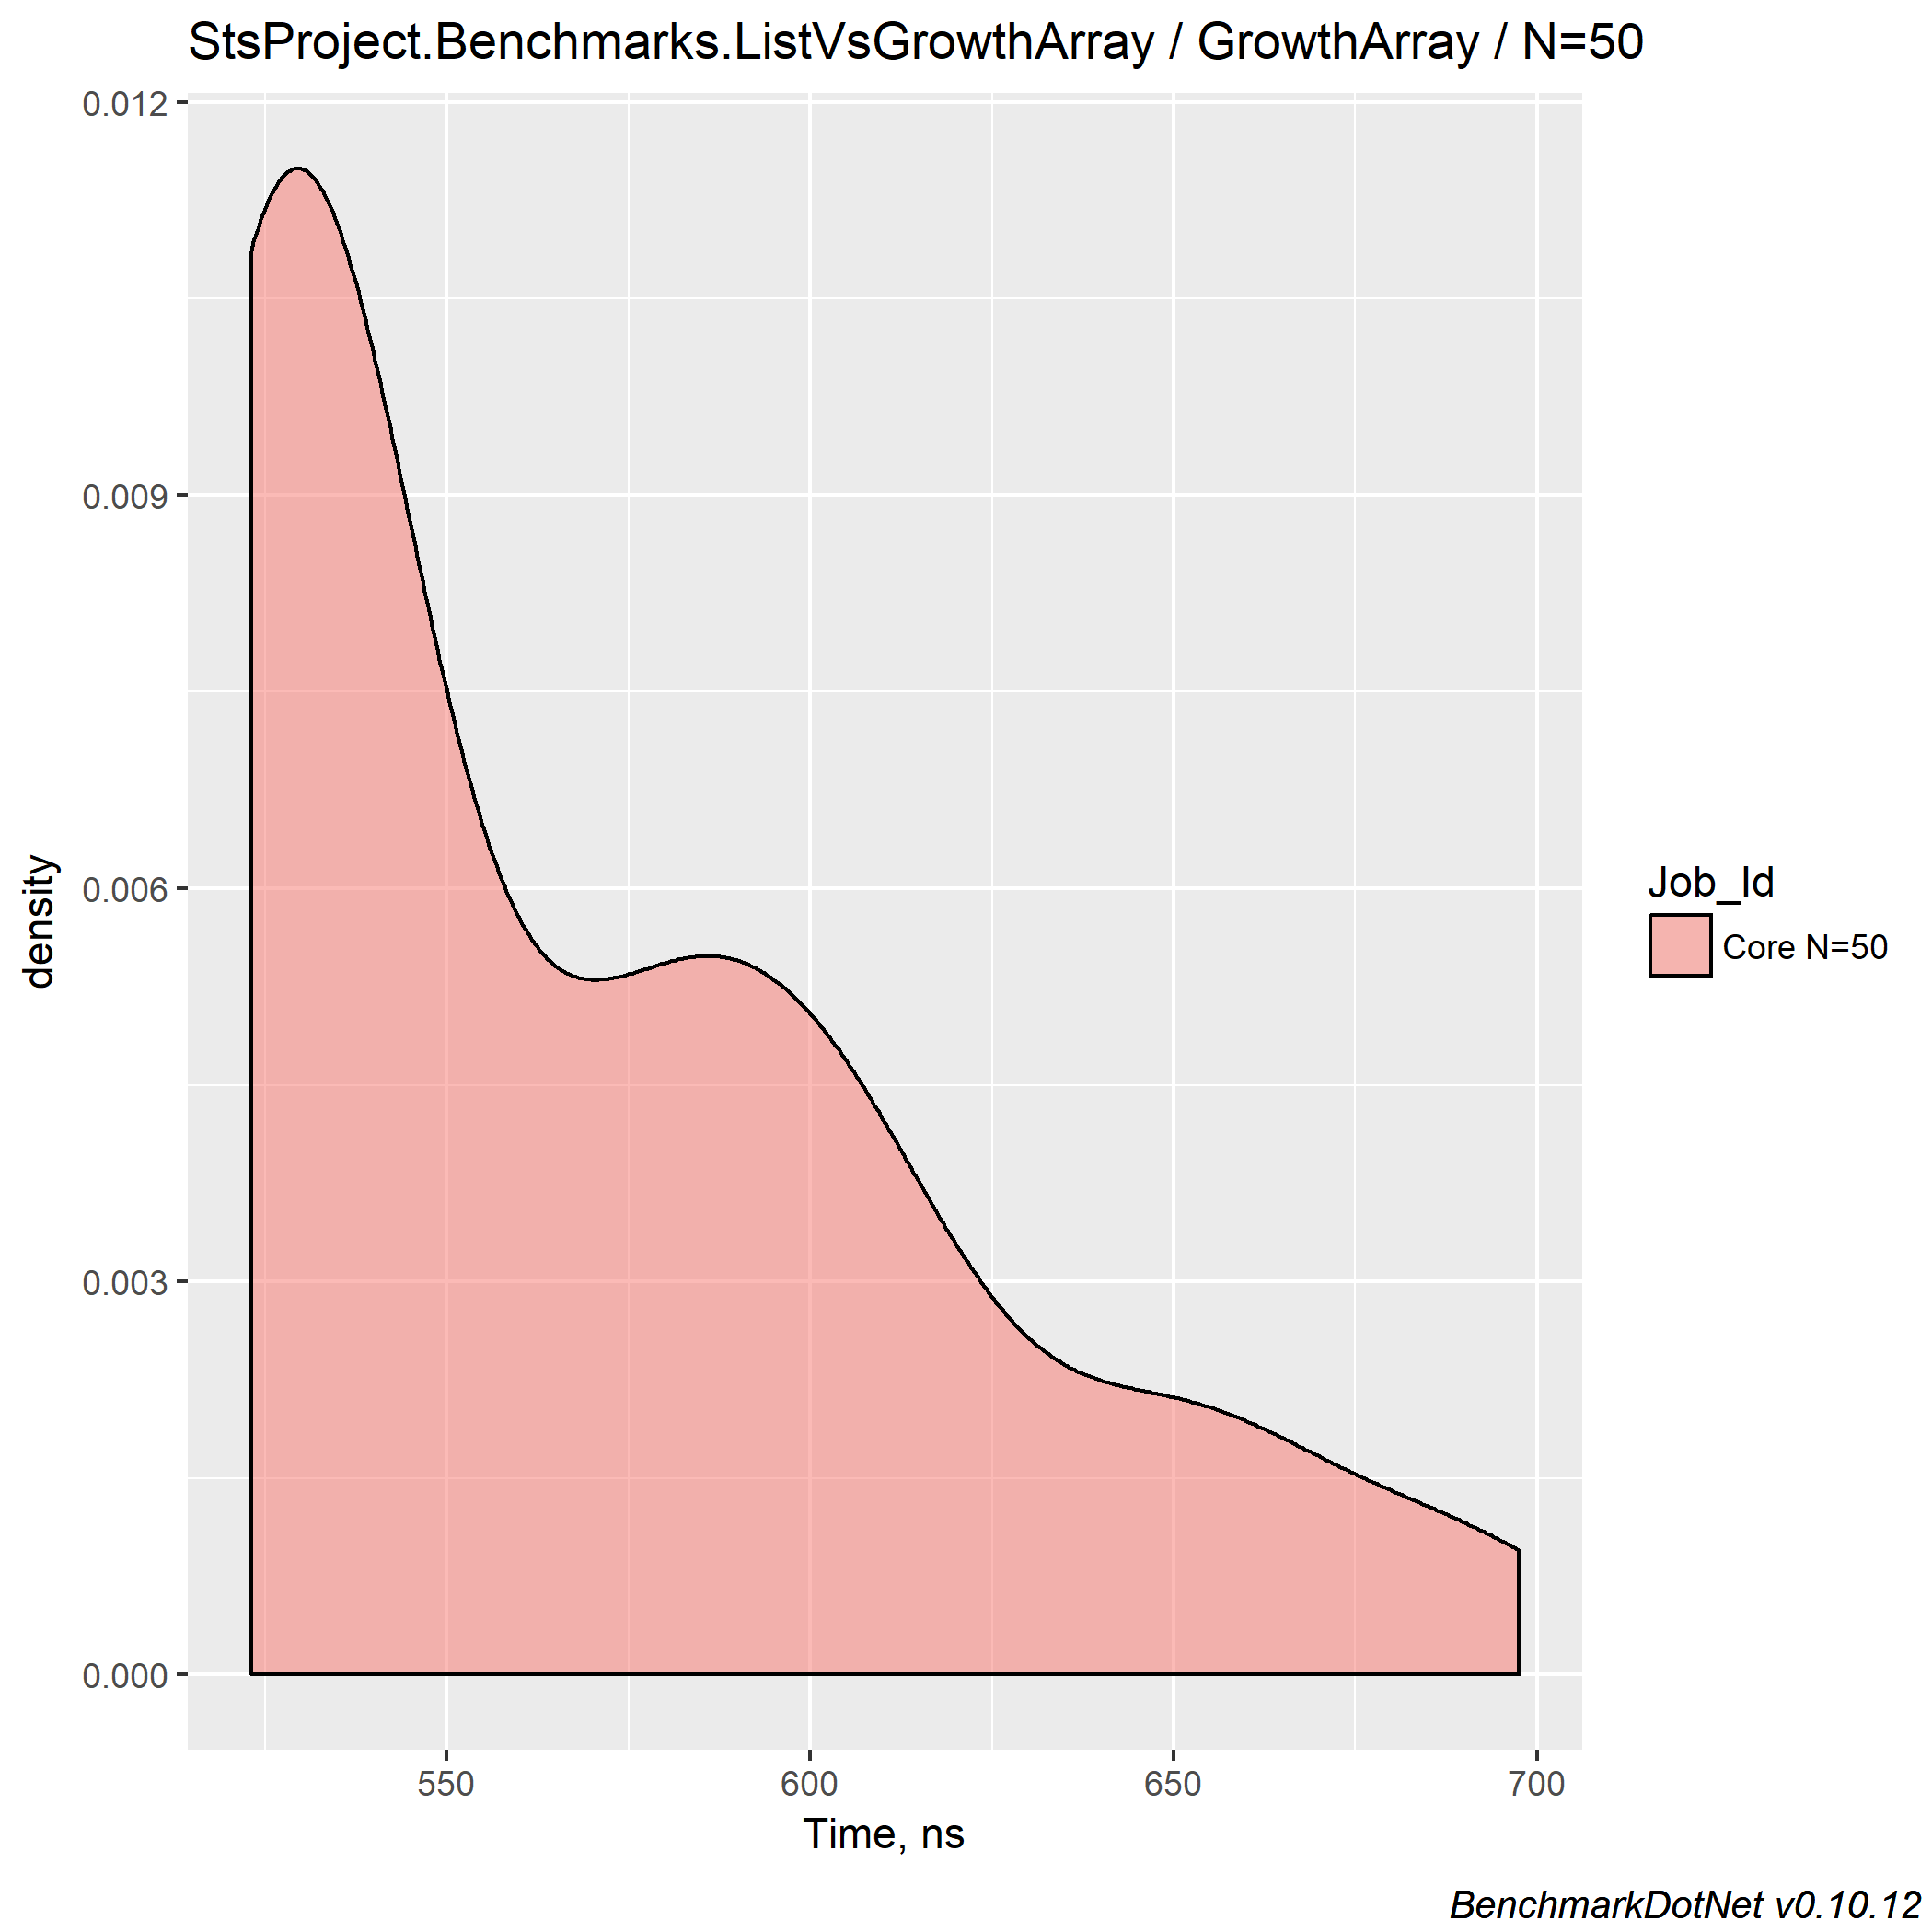 StsProject.Benchmarks.ListVsGrowthArray / GrowthArray / N=50
0.012
0.009
0.006
0.003
0.000
density
550
600
650
700
Time, ns
Job_Id
Core N=50
BenchmarkDotNet v0.10.12